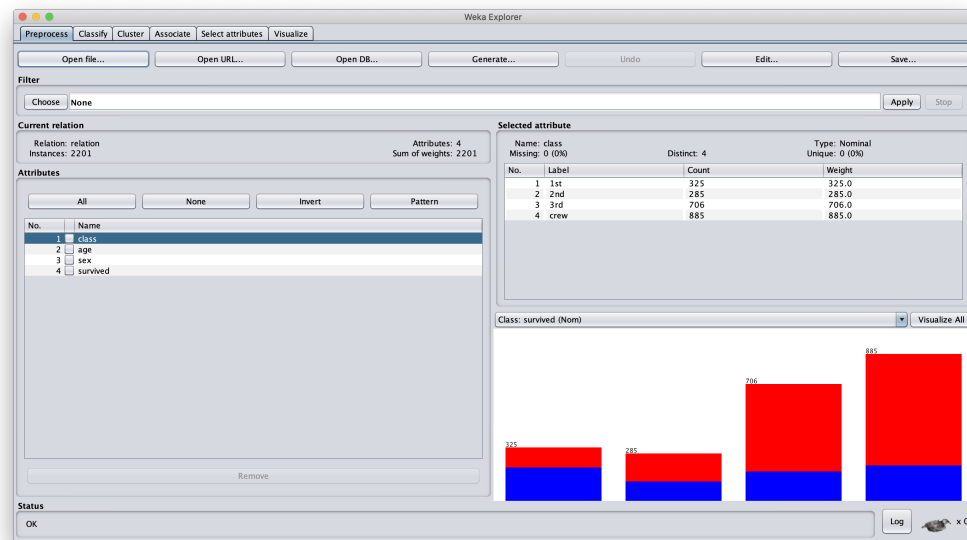 Weka Explorer
Preprocess Classify Cluster Associate Select attributes Visualize
Open file... Open URL... Open DB... Generate... Undo Edit... Save...
Filter
Choose None Apply Stop
Current relation
Relation: relation Attributes: 4
Instances: 2201 Sum of weights: 2201
Attributes
All None Invert Pattern
No. Name
1 class
2 age
3 sex
4 survived
Remove
Selected attribute
Name: class Type: Nominal
Missing: 0 (0%) Distinct: 4 Unique: 0 (0%)
No. Label Count Weight
1 1st 325 325.0
2 2nd 285 285.0
3 3rd 706 706.0
4 crew 885 885.0
Class: survived (Nom) Visualize All
325
285
706
885
Status
OK
Log x